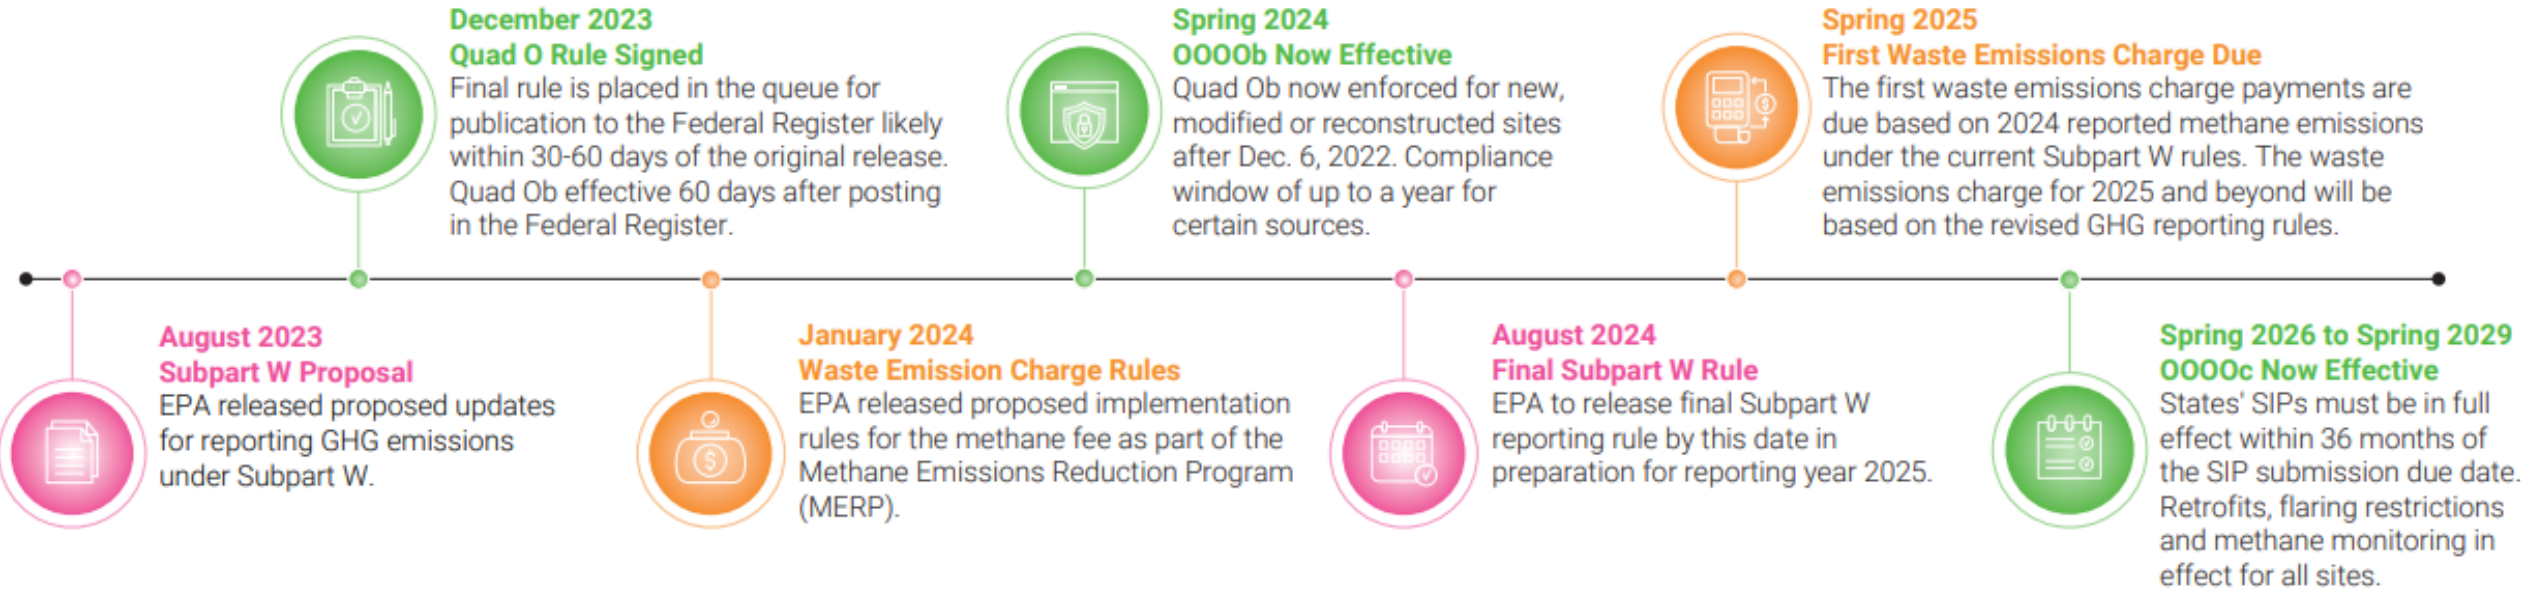 December 2023
Quad O Rule Signed
Final rule is placed in the queue for
publication to the Federal Register likely
within 30-60 days of the original release.
Quad Ob effective 60 days after posting
in the Federal Register.
Spring 2024
OOOOb Now Effective
Quad Ob now enforced for new,
modified or reconstructed sites
after Dec. 6, 2022. Compliance
window of up to a year for
certain sources.
Spring 2025
First Waste Emissions Charge Due
The first waste emissions charge payments are
due based on 2024 reported methane emissions
under the current Subpart W rules. The waste
emissions charge for 2025 and beyond will be
based on the revised GHG reporting rules.
August 2023
Subpart W Proposal
EPA released proposed updates
for reporting GHG emissions
under Subpart W.
January 2024
Waste Emission Charge Rules
EPA released proposed implementation
rules for the methane fee as part of the
Methane Emissions Reduction Program
(MERP).
August 2024
Final Subpart W Rule
EPA to release final Subpart W
reporting rule by this date in
preparation for reporting year 2025.
Spring 2026 to Spring 2029
OOOOc Now Effective
States' SIPs must be in full
effect within 36 months of
the SIP submission due date.
Retrofits, flaring restrictions
and methane monitoring in
effect for all sites.